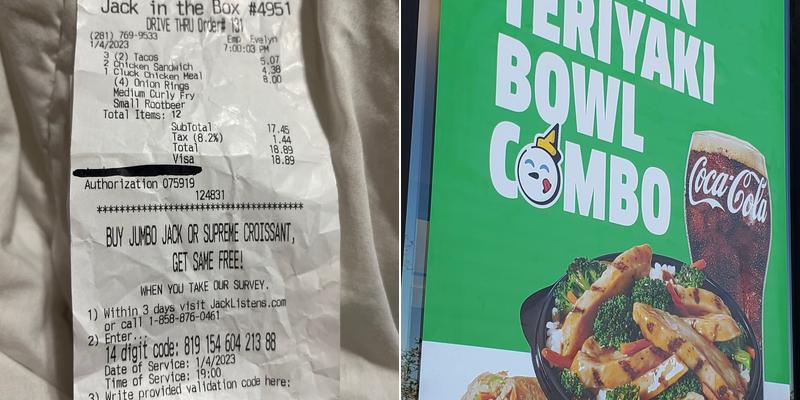 Jack in the Box #4951
DRIVE THRU Order# 131
(281) 769-9533 Emp Evelyn
1/4/2023 7:00:03 PM
3 (2) Tacos 5.07
2 Chicken Sandwich 4.38
1 Cluck Chicken Meal 8.00
(4) Onion Rings
Medium Curly Fry
Small Rootbeer
Total Items: 12
SubTotal 17.45
Tax (8.2%) 1.44
Total 18.89
Visa 18.89
Authorization 075919
124831
****************************************
BUY JUMBO JACK OR SUPREME CROISSANT,
GET SAME FREE!
WHEN YOU TAKE OUR SURVEY.
1) Within 3 days visit JackListens.com
or call 1-858-876-0461
2) Enter...
14 digit code: 819 154 604 213 88
Date of Service: 1/4/2023
Time of Service: 19:00
3) Write provided validation code here:
TERIYAKI
BOWL
COMBO
Coca-Cola